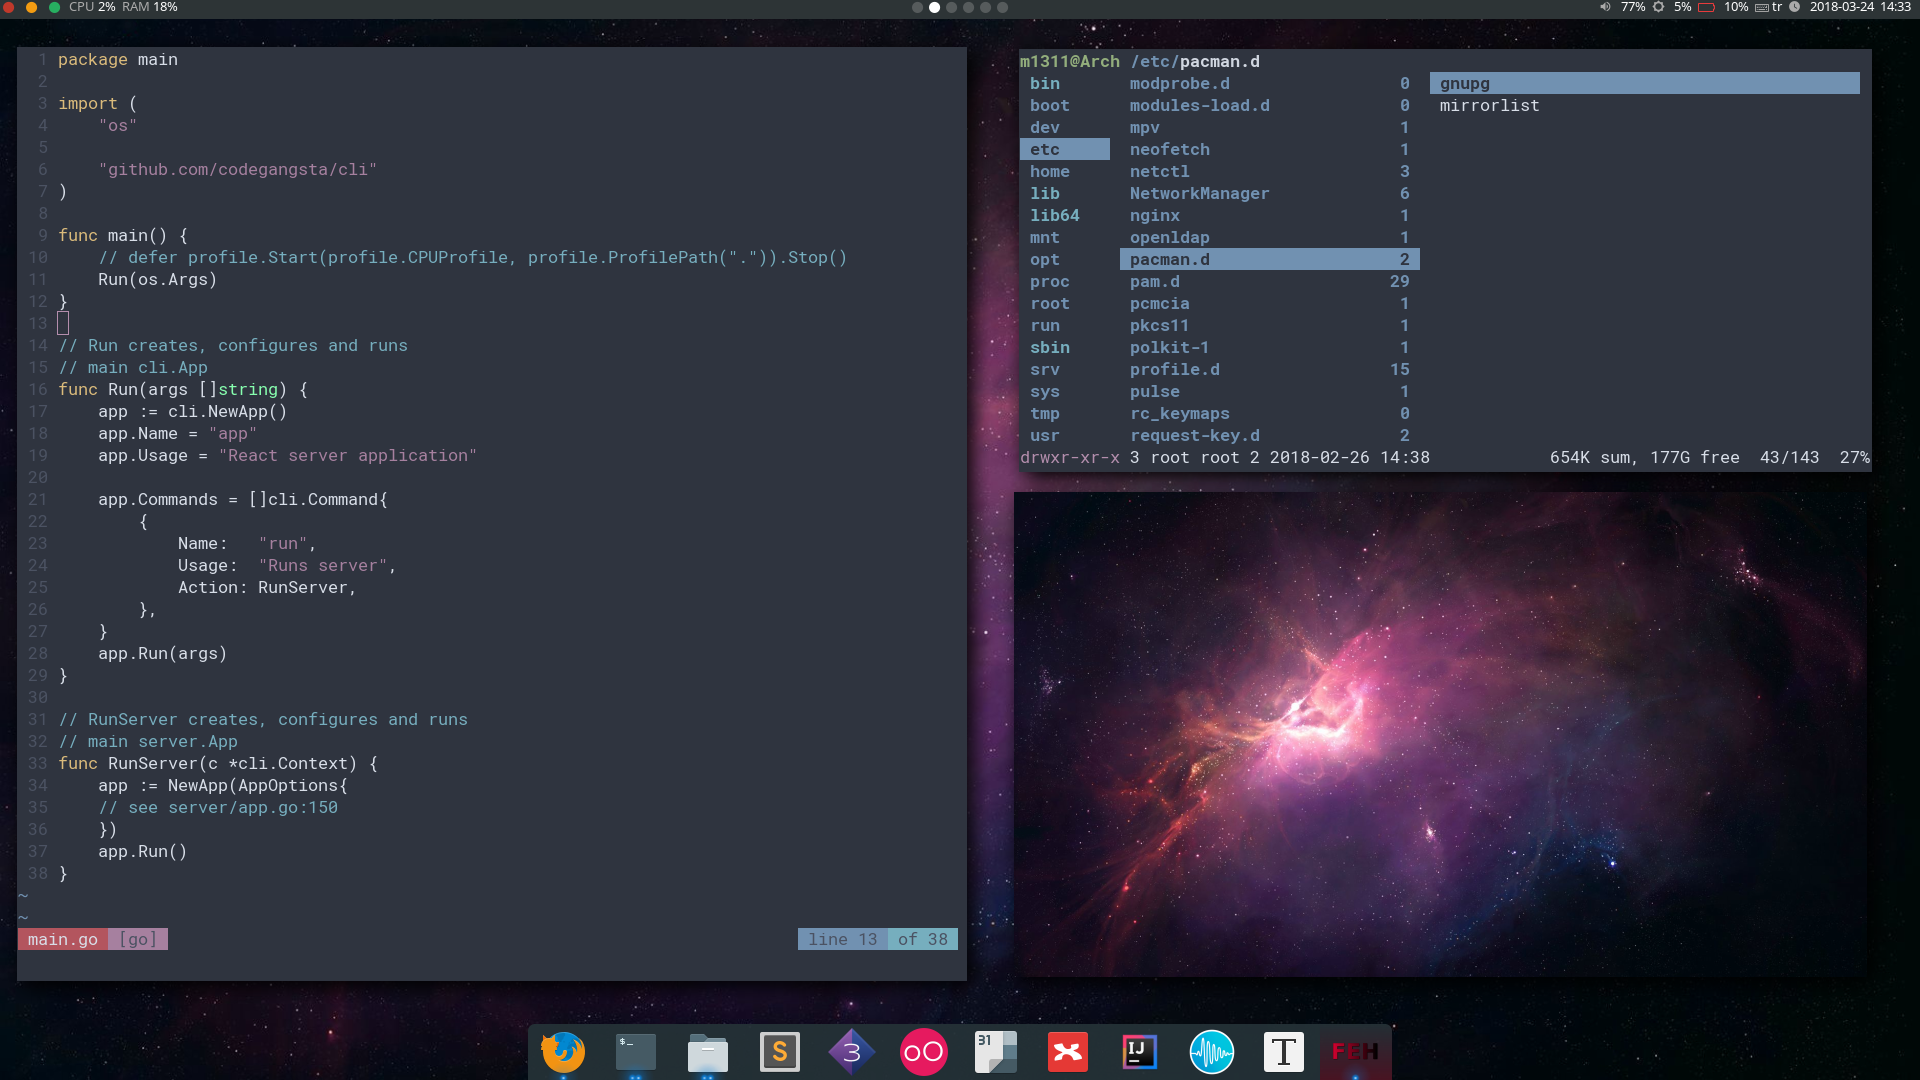 CPU 2% RAM 18%
77% 5% 10% tr 2018-03-24 14:33
1 package main
2
3 import (
4 "os"
5
6 "github.com/codegangsta/cli"
7 )
8
9 func main() {
10 // defer profile.Start(profile.CPUProfile, profile.ProfilePath(".")).Stop()
11 Run(os.Args)
12 }
13
14 // Run creates, configures and runs
15 // main cli.App
16 func Run(args []string) {
17 app := cli.NewApp()
18 app.Name = "app"
19 app.Usage = "React server application"
20
21 app.Commands = []cli.Command{
22 {
23 Name: "run",
24 Usage: "Runs server",
25 Action: RunServer,
26 },
27 }
28 app.Run(args)
29 }
30
31 // RunServer creates, configures and runs
32 // main server.App
33 func RunServer(c *cli.Context) {
34 app := NewApp(AppOptions{
35 // see server/app.go:150
36 })
37 app.Run()
38 }
~
~
main.go [go] line 13 of 38
m1311@Arch /etc/pacman.d
bin modprobe.d 0 gnupg
boot modules-load.d 0 mirrorlist
dev mpv 1
etc neofetch 1
home netctl 3
lib NetworkManager 6
lib64 nginx 1
mnt openldap 1
opt pacman.d 2
proc pam.d 29
root pcmcia 1
run pkcs11 1
sbin polkit-1 1
srv profile.d 15
sys pulse 1
tmp rc_keymaps 0
usr request-key.d 2
drwxr-xr-x 3 root root 2 2018-02-26 14:38 654K sum, 177G free 43/143 27%
$_ S 3 oO 31 IJ T FEH